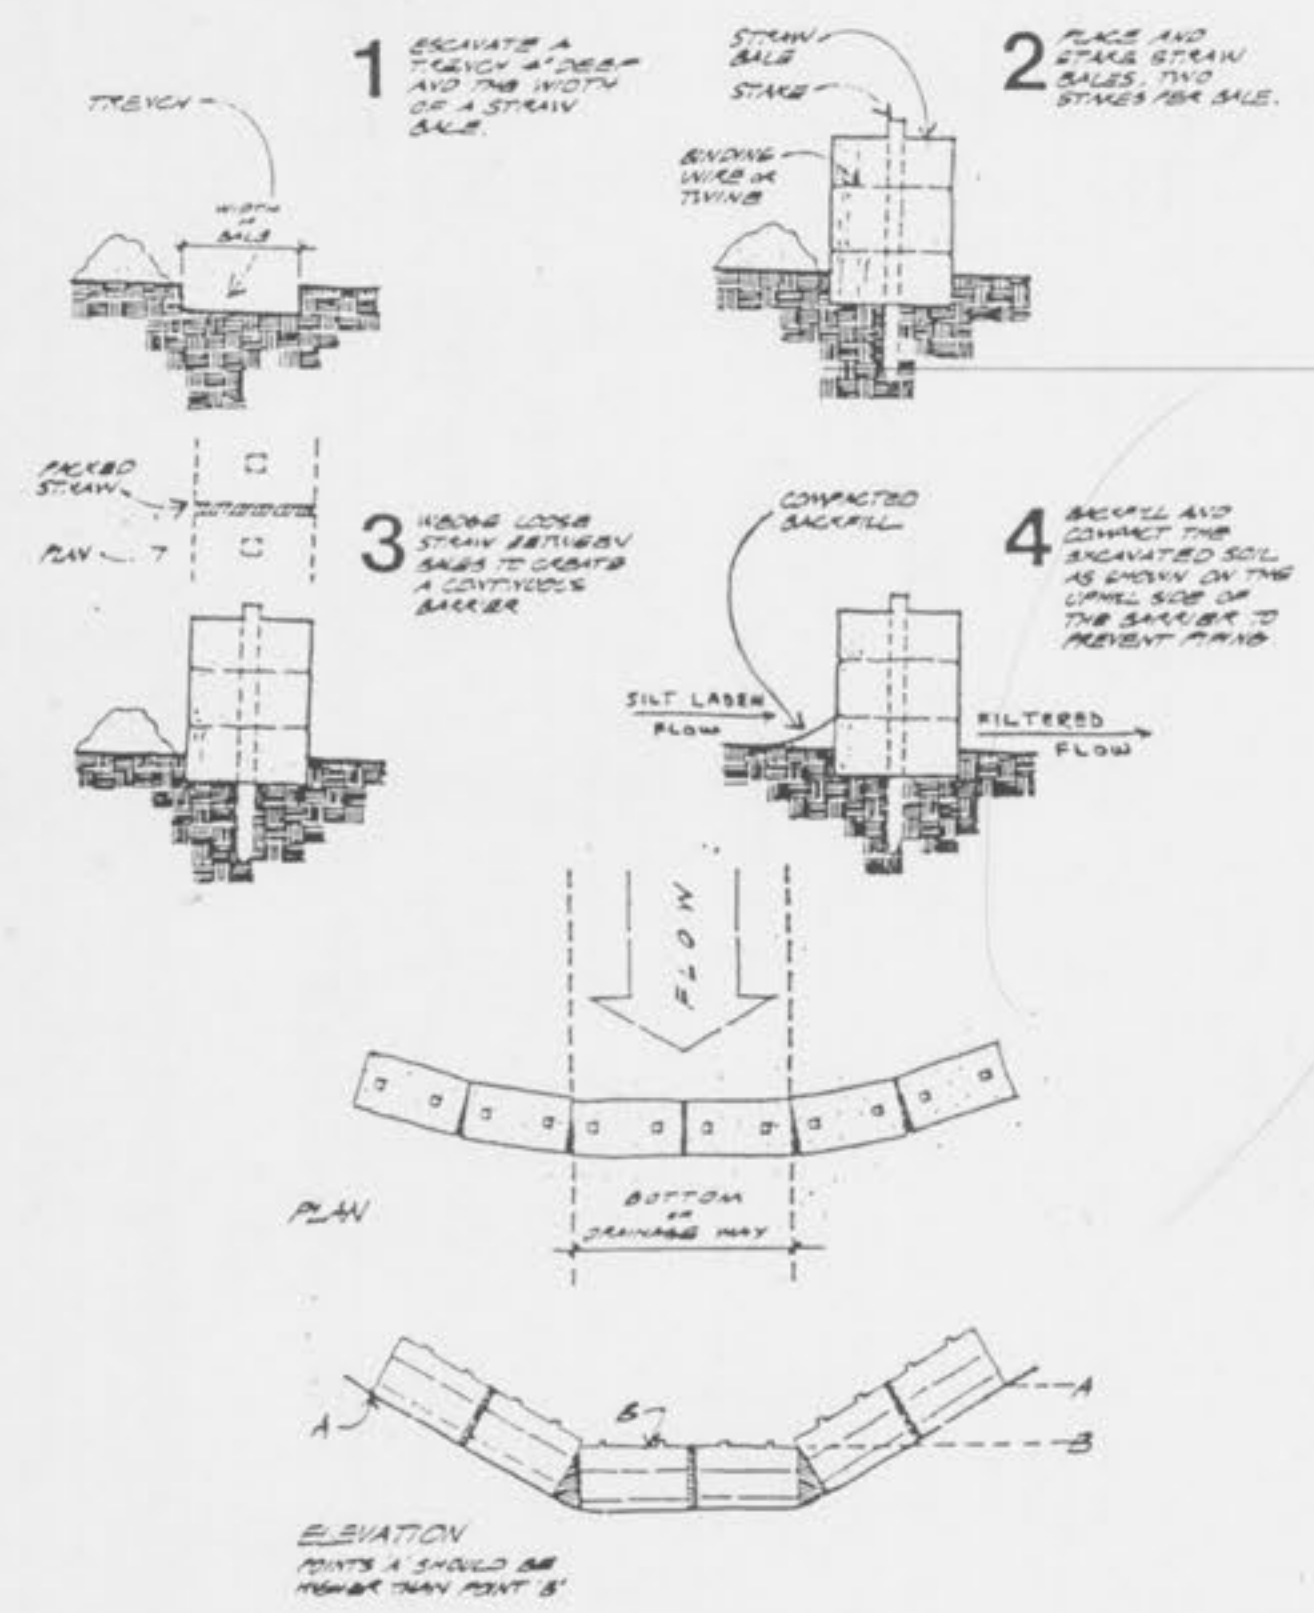 1
ESCAVATE A
TRENCH 4" DEEP
AND THE WIDTH
OF A STRAW
BALE.
TRENCH
WIDTH
OF
BALE
2
PLACE AND
STAKE STRAW
BALES. TWO
STAKES PER BALE.
STRAW
BALE
STAKE
BINDING
WIRE OR
TWINE
3
WEDGE LOOSE
STRAW BETWEEN
BALES TO CREATE
A CONTINUOUS
BARRIER
PACKED
STRAW
PLAN
4
BACKFILL AND
COMPACT THE
EXCAVATED SOIL
AS SHOWN ON THE
UPHILL SIDE OF
THE BARRIER TO
PREVENT PIPING
COMPACTED
BACKFILL
SILT LADEN
FLOW
FILTERED
FLOW
FLOW
PLAN
BOTTOM
OF
DRAINAGE WAY
A
B
A
B
ELEVATION
POINTS 'A' SHOULD BE
HIGHER THAN POINT 'B'